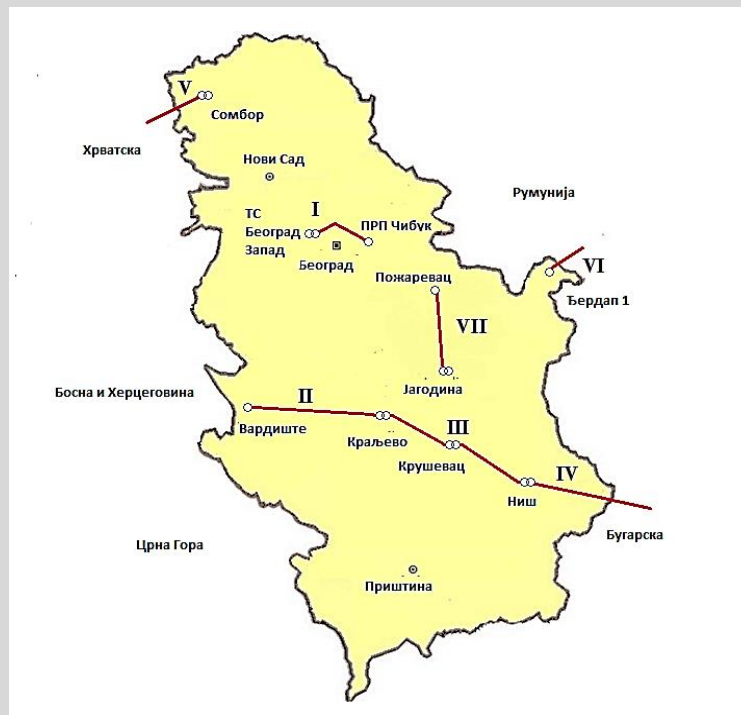 V
Сомбор
Хрватска
Нови Сад
Румунија
I
ТС
Београд
Запад
ПРП Чибук
Београд
VI
Пожаревац
Ђердап 1
VII
Јагодина
Босна и Херцеговина
II
Вардиште
Краљево
III
Крушевац
IV
Ниш
Бугарска
Црна Гора
Приштина